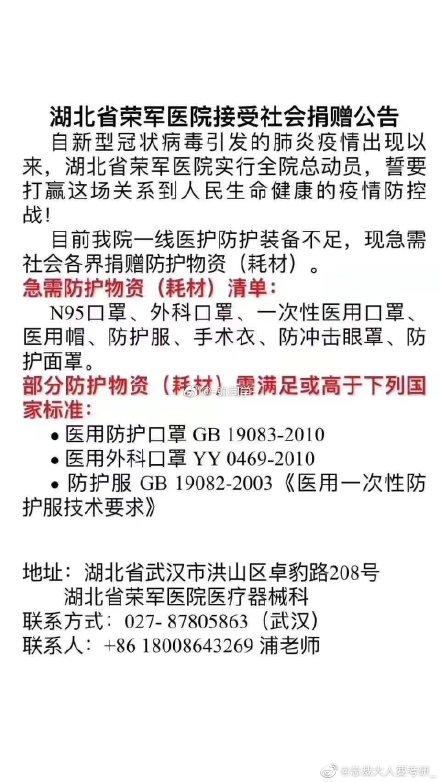 湖北省荣军医院接受社会捐赠公告
自新型冠状病毒引发的肺炎疫情出现以
来，湖北省荣军医院实行全院总动员，誓要
打赢这场关系到人民生命健康的疫情防控
战！
目前我院一线医护防护装备不足，现急需
社会各界捐赠防护物资（耗材）。
急需防护物资（耗材）清单：
N95口罩、外科口罩、一次性医用口罩、
医用帽、防护服、手术衣、防冲击眼罩、防
护面罩。
部分防护物资（耗材）需满足或高于下列国
家标准：
● 医用防护口罩 GB 19083-2010
● 医用外科口罩 YY 0469-2010
● 防护服 GB 19082-2003《医用一次性防
护服技术要求》
地址：湖北省武汉市洪山区卓豹路208号
湖北省荣军医院医疗器械科
联系方式：027- 87805863（武汉）
联系人：+86 18008643269 浦老师